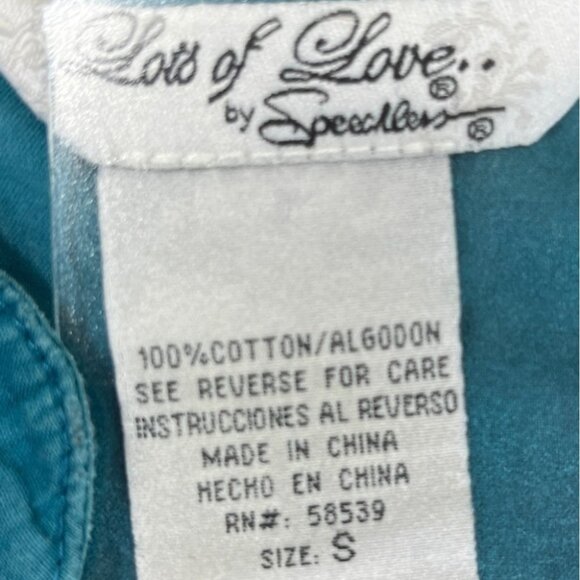 Lots of Love..®
by Speechless®
100%COTTON/ALGODON
SEE REVERSE FOR CARE
INSTRUCCIONES AL REVERSO
MADE IN CHINA
HECHO EN CHINA
RN#: 58539
SIZE: S